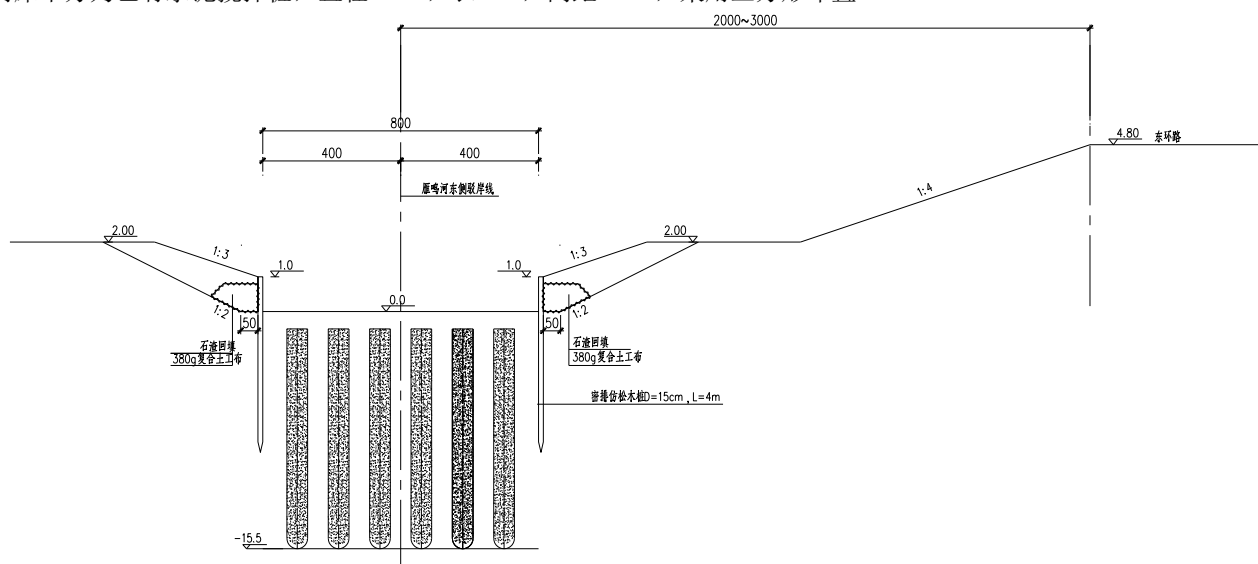 2000~3000
800
4.80 东环路
400 400
雁鸣河东侧驳岸线
1:4
2.00 2.00
1:3 1:3
1.0 1.0
0.0
1:2 1:2
50 50
石渣回填 石渣回填
380g复合土工布 380g复合土工布
密排仿松木桩D=15cm，L=4m
-15.5